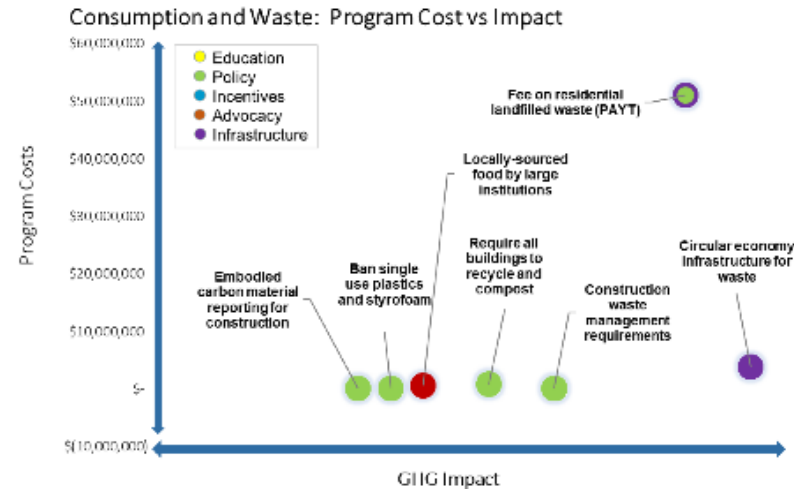 Consumption and Waste: Program Cost vs Impact
$60,000,000
$50,000,000
$40,000,000
$30,000,000
$20,000,000
$10,000,000
$-
$(10,000,000)
Program Costs
Education
Policy
Incentives
Advocacy
Infrastructure
Fee on residential
landfilled waste (PAYT)
Locally-sourced
food by large
institutions
Embodied
carbon material
reporting for
construction
Ban single
use plastics
and styrofoam
Require all
buildings to
recycle and
compost
Construction
waste
management
requirements
Circular economy
infrastructure for
waste
GHG Impact